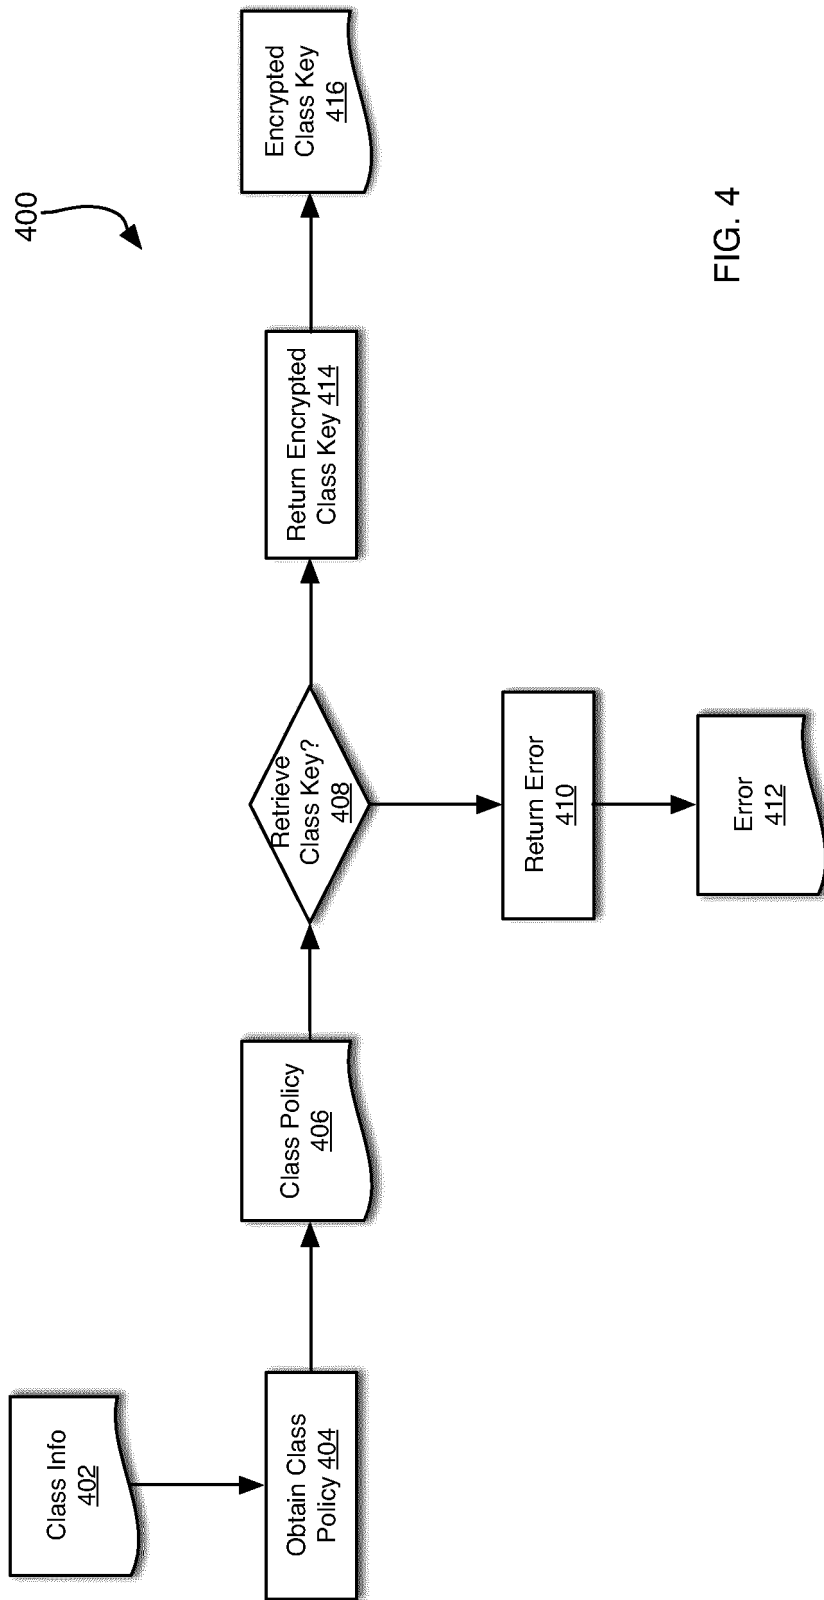 400
Class Info
402
Obtain Class
Policy 404
Class Policy
406
Retrieve
Class Key?
408
Return Error
410
Error
412
Return Encrypted
Class Key 414
Encrypted
Class Key
416
FIG. 4